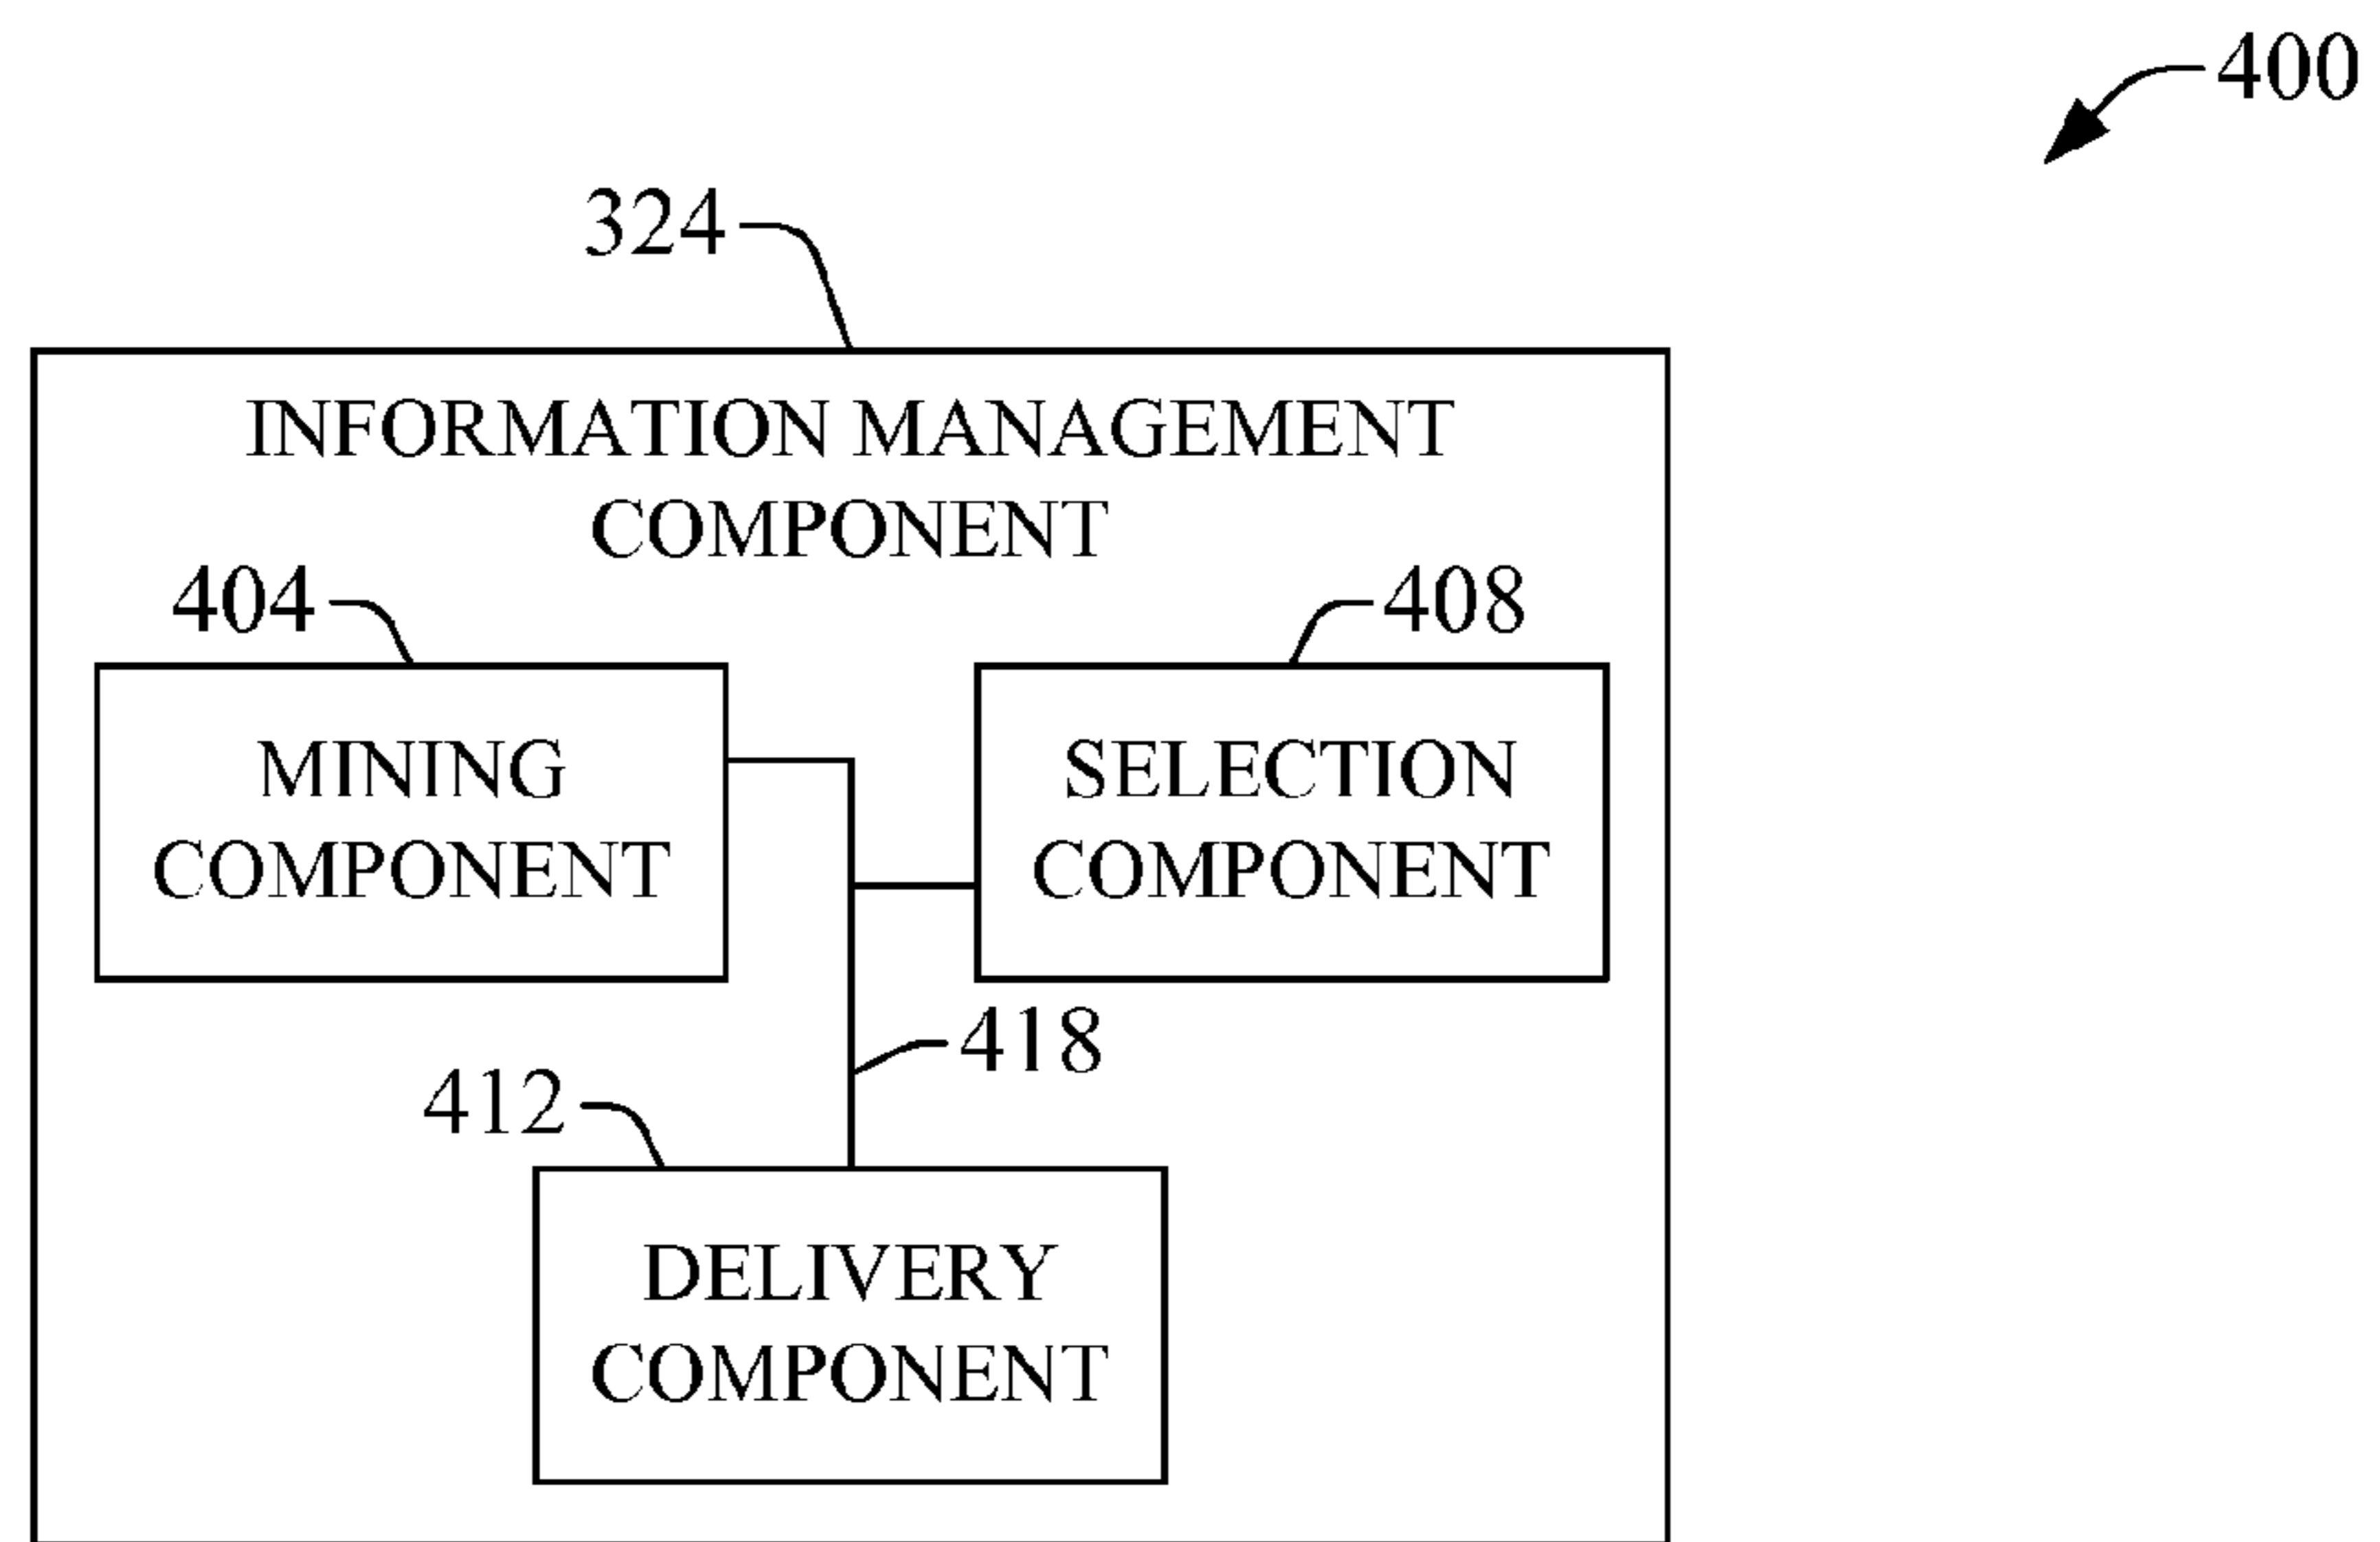 400
324
INFORMATION MANAGEMENT
COMPONENT
404
408
MINING
COMPONENT
SELECTION
COMPONENT
418
412
DELIVERY
COMPONENT